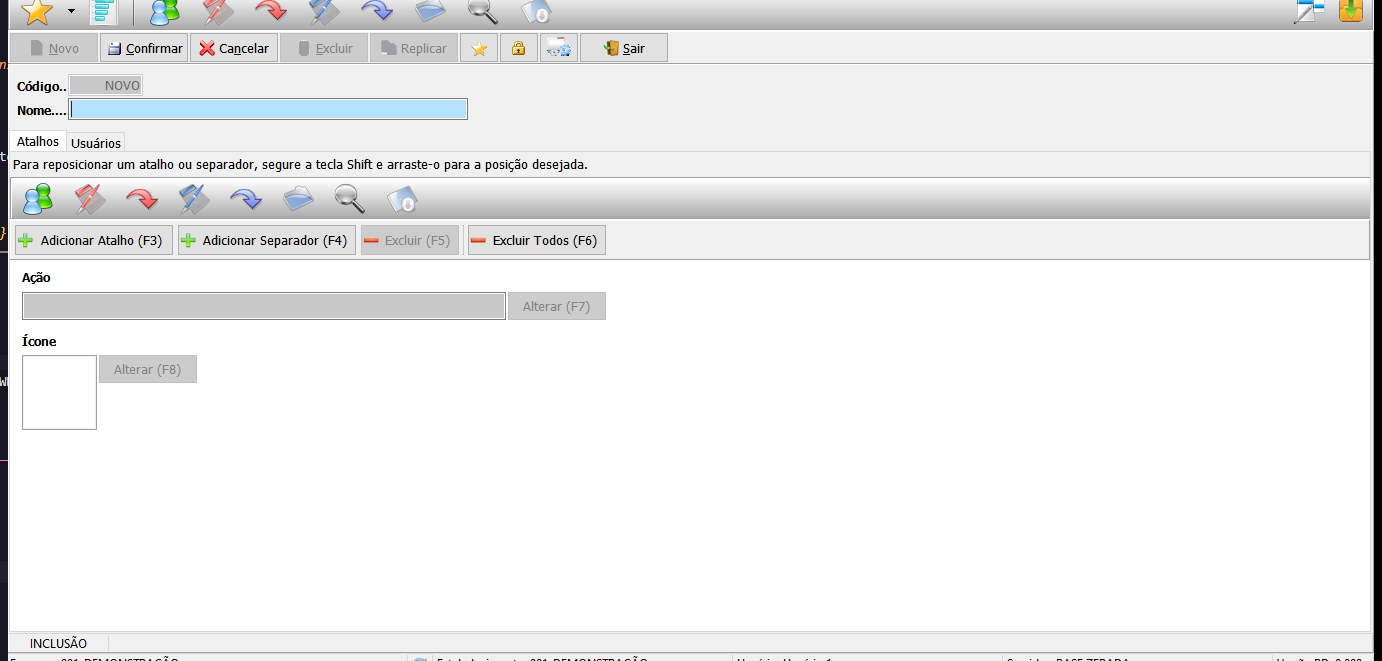 Novo Confirmar Cancelar Excluir Replicar Sair
Código.. NOVO
Nome....
Atalhos Usuários
Para reposicionar um atalho ou separador, segure a tecla Shift e arraste-o para a posição desejada.
Adicionar Atalho (F3) Adicionar Separador (F4) Excluir (F5) Excluir Todos (F6)
Ação
Alterar (F7)
Ícone
Alterar (F8)
INCLUSÃO